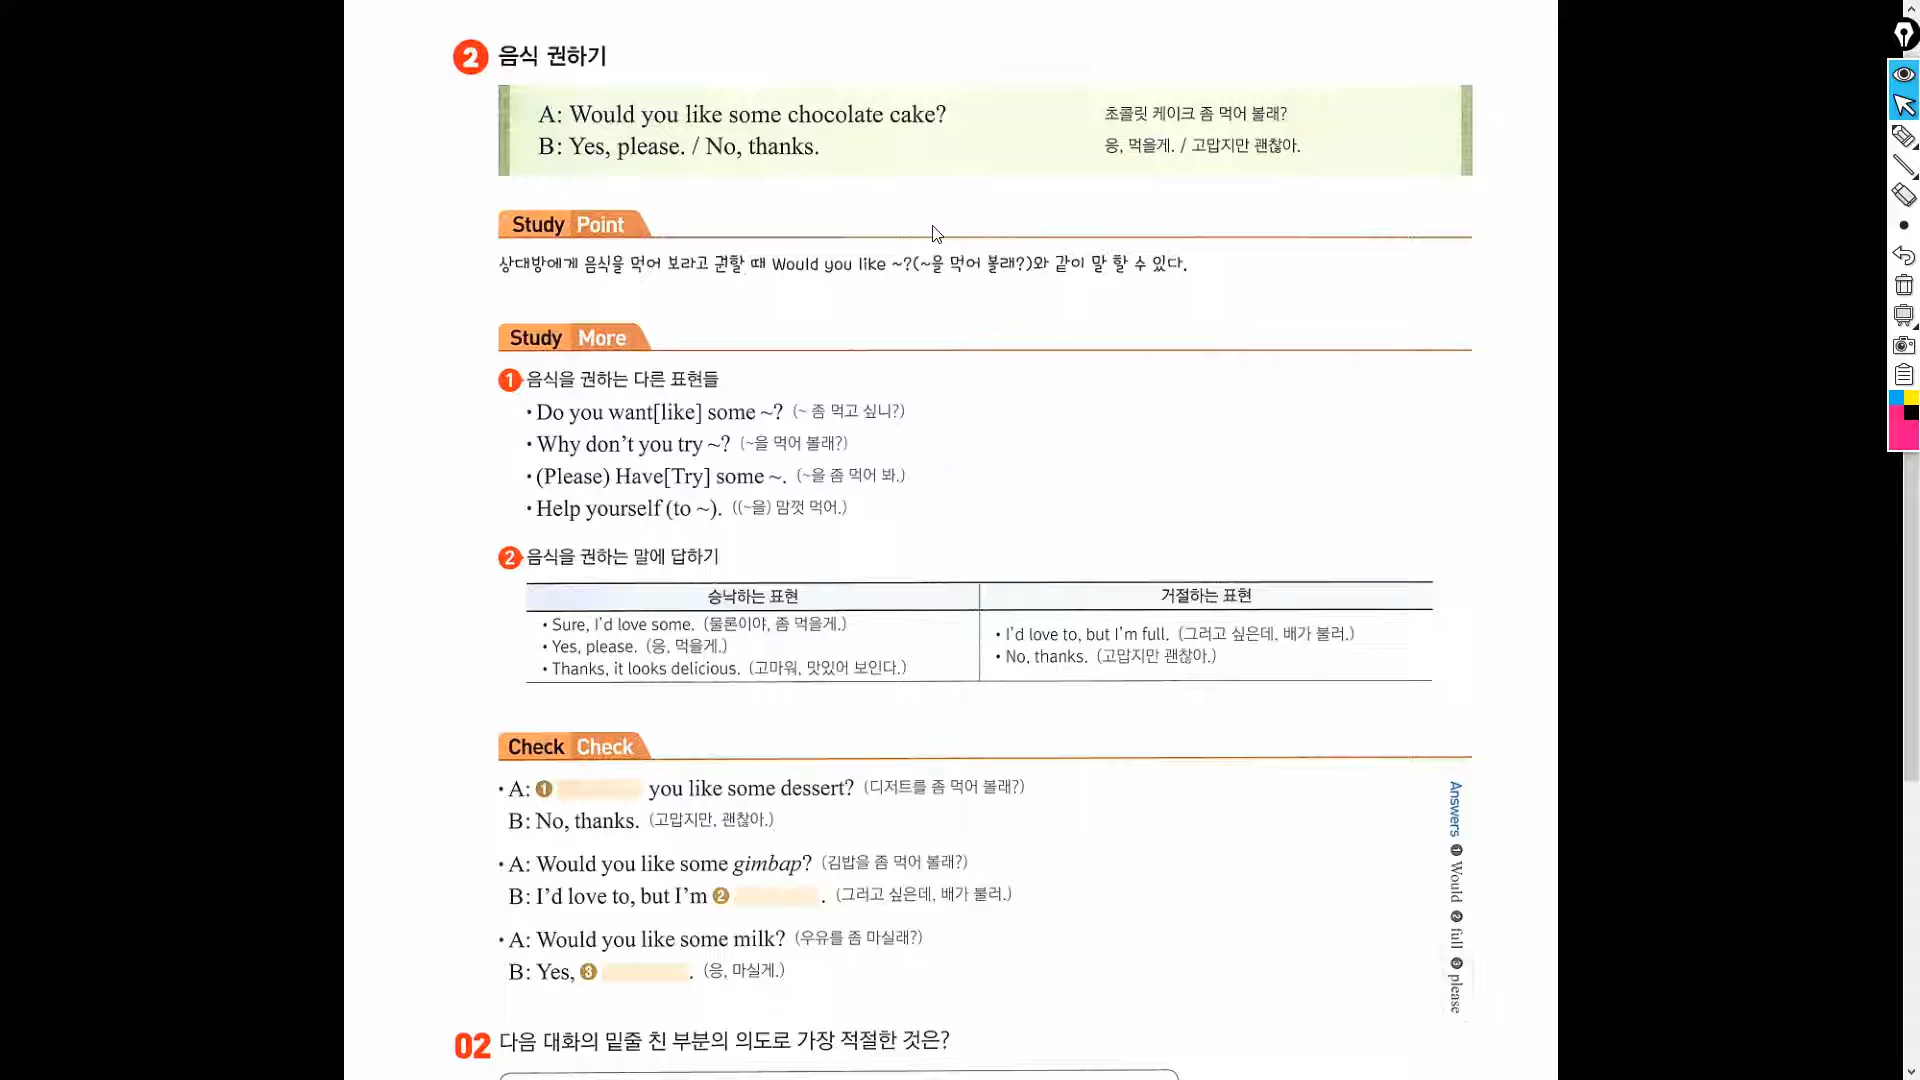 2 음식 권하기
A: Would you like some chocolate cake? 초콜릿 케이크 좀 먹어 볼래?
B: Yes, please. / No, thanks. 응, 먹을게. / 고맙지만 괜찮아.
Study Point
상대방에게 음식을 먹어 보라고 권할 때 Would you like ~?(~을 먹어 볼래?)와 같이 말 할 수 있다.
Study More
1 음식을 권하는 다른 표현들
• Do you want[like] some ~? (~ 좀 먹고 싶니?)
• Why don't you try ~? (~을 먹어 볼래?)
• (Please) Have[Try] some ~. (~을 좀 먹어 봐.)
• Help yourself (to ~). ((~을) 맘껏 먹어.)
2 음식을 권하는 말에 답하기
승낙하는 표현 거절하는 표현
• Sure, I'd love some. (물론이야, 좀 먹을게.)
• Yes, please. (응, 먹을게.)
• Thanks, it looks delicious. (고마워, 맛있어 보인다.)
• I'd love to, but I'm full. (그러고 싶은데, 배가 불러.)
• No, thanks. (고맙지만 괜찮아.)
Check Check
• A: 1 you like some dessert? (디저트를 좀 먹어 볼래?)
B: No, thanks. (고맙지만, 괜찮아.)
• A: Would you like some gimbap? (김밥을 좀 먹어 볼래?)
B: I'd love to, but I'm 2 . (그러고 싶은데, 배가 불러.)
• A: Would you like some milk? (우유를 좀 마실래?)
B: Yes, 3 . (응, 마실게.)
Answers 1 Would 2 full 3 please
02 다음 대화의 밑줄 친 부분의 의도로 가장 적절한 것은?